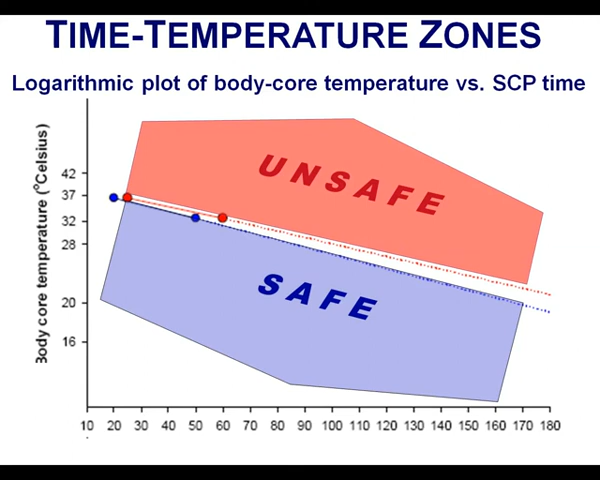 TIME-TEMPERATURE ZONES
Logarithmic plot of body-core temperature vs. SCP time
Body core temperature (°Celsius)
42
37
32
28
20
16
UNSAFE
SAFE
10 20 30 40 50 60 70 80 90 100 110 120 130 140 150 160 170 180